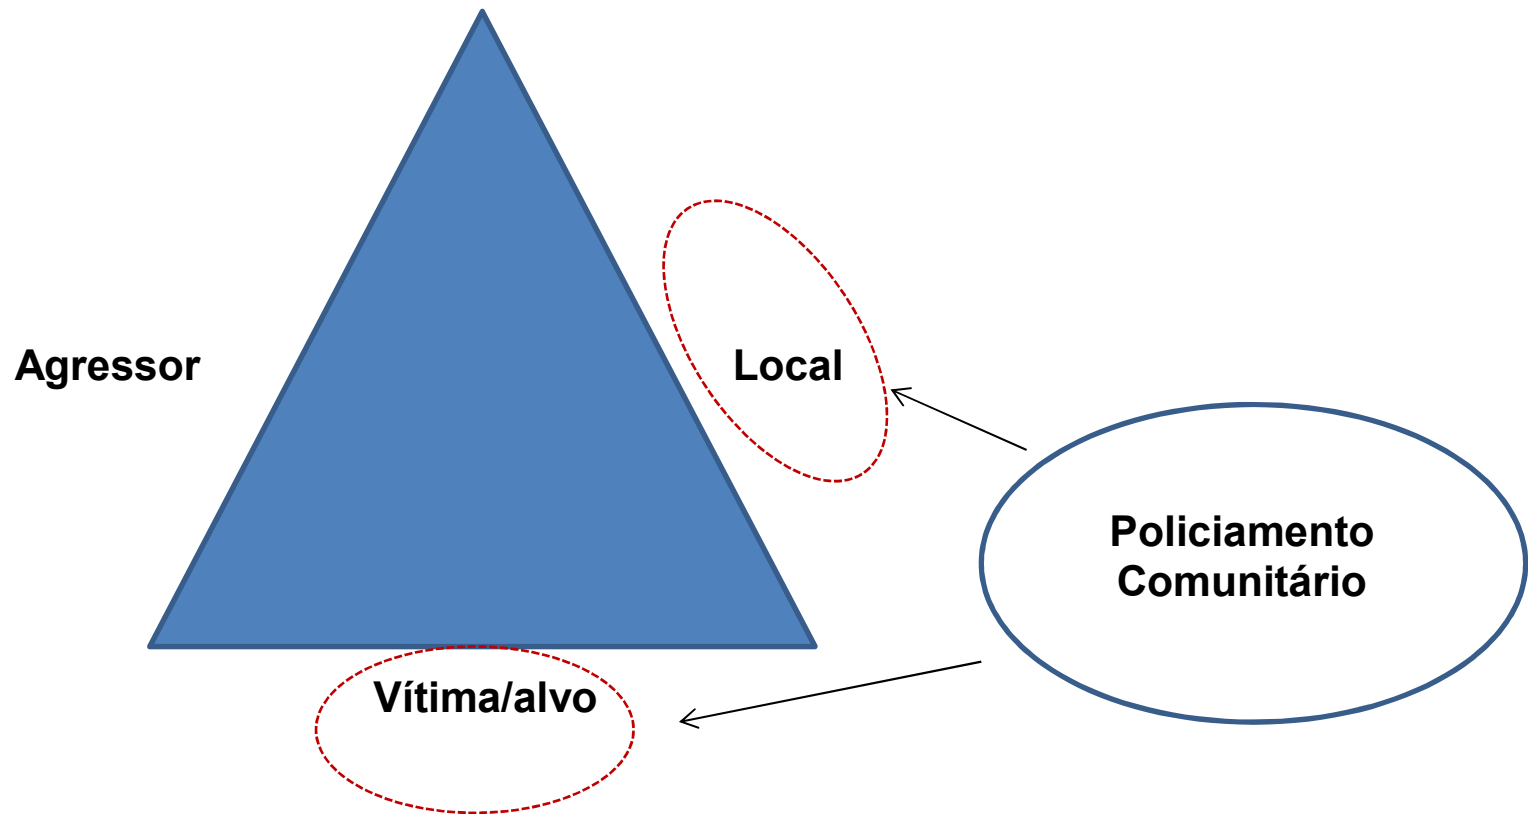 Agressor
Local
Policiamento
Comunitário
Vítima/alvo